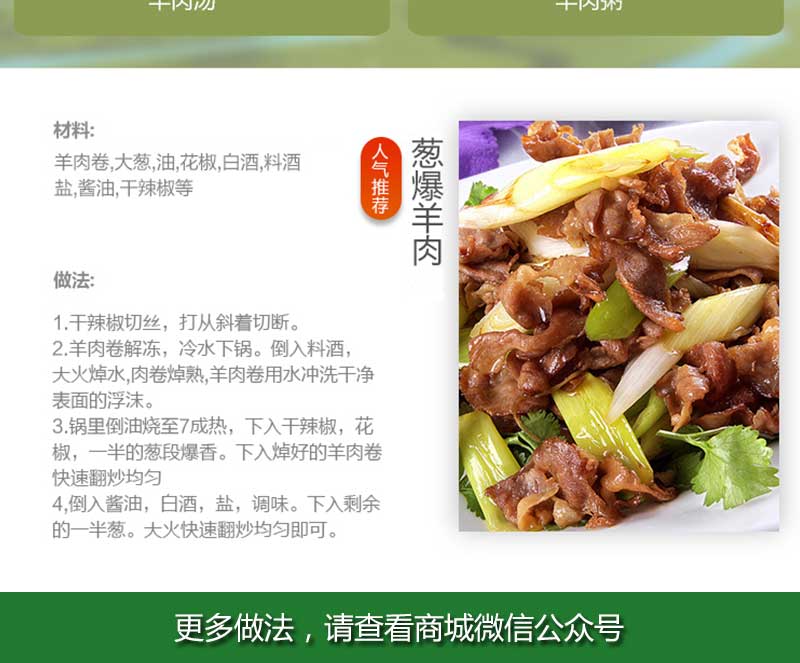 羊肉汤
羊肉粥
材料:
羊肉卷,大葱,油,花椒,白酒,料酒
盐,酱油,干辣椒等
人气推荐
葱爆羊肉
做法:
1.干辣椒切丝，打从斜着切断。
2.羊肉卷解冻，冷水下锅。倒入料酒，
大火焯水,肉卷焯熟,羊肉卷用水冲洗干净
表面的浮沫。
3.锅里倒油烧至7成热，下入干辣椒，花
椒，一半的葱段爆香。下入焯好的羊肉卷
快速翻炒均匀
4,倒入酱油，白酒，盐，调味。下入剩余
的一半葱。大火快速翻炒均匀即可。
更多做法，请查看商城微信公众号